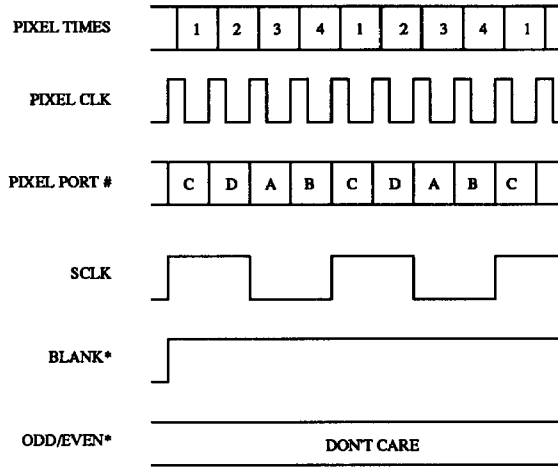 PIXEL TIMES 1 2 3 4 1 2 3 4 1
PIXEL CLK
PIXEL PORT # C D A B C D A B C
SCLK
BLANK*
ODD/EVEN* DON'T CARE